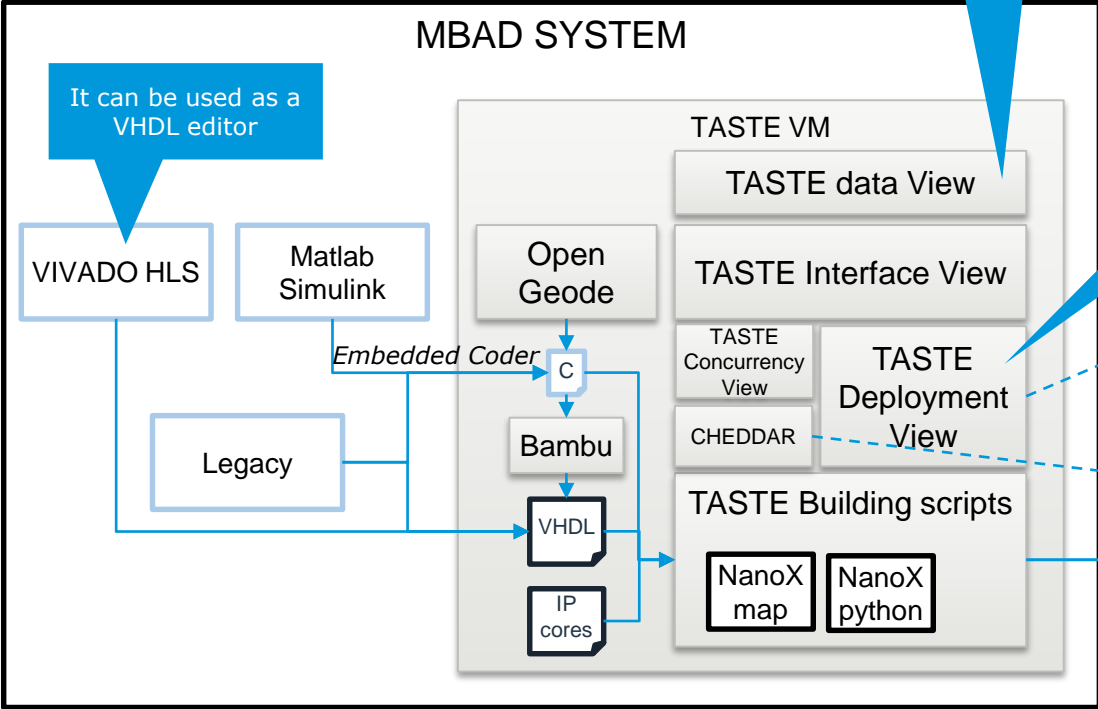 MBAD SYSTEM
It can be used as a
VHDL editor
TASTE VM
TASTE data View
VIVADO HLS
Matlab
Simulink
Open
Geode
TASTE Interface View
Embedded Coder
C
TASTE
Concurrency
View
TASTE
Deployment
View
CHEDDAR
Legacy
Bambu
VHDL
TASTE Building scripts
NanoX
map
NanoX
python
IP
cores